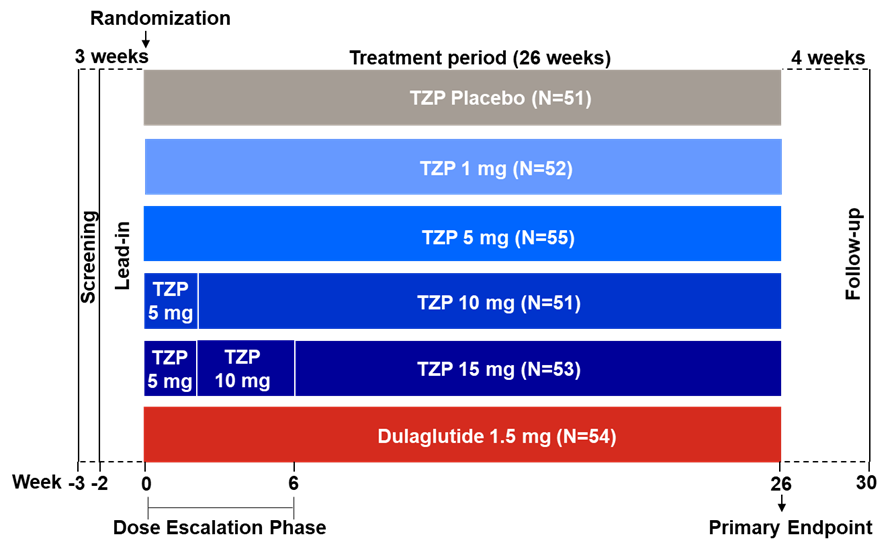 Randomization
3 weeks
Treatment period (26 weeks)
4 weeks
TZP Placebo (N=51)
TZP 1 mg (N=52)
TZP 5 mg (N=55)
TZP
5 mg
TZP 10 mg (N=51)
TZP
5 mg
TZP
10 mg
TZP 15 mg (N=53)
Dulaglutide 1.5 mg (N=54)
Screening
Lead-in
Follow-up
Week -3 -2 0 6 26 30
Dose Escalation Phase
Primary Endpoint